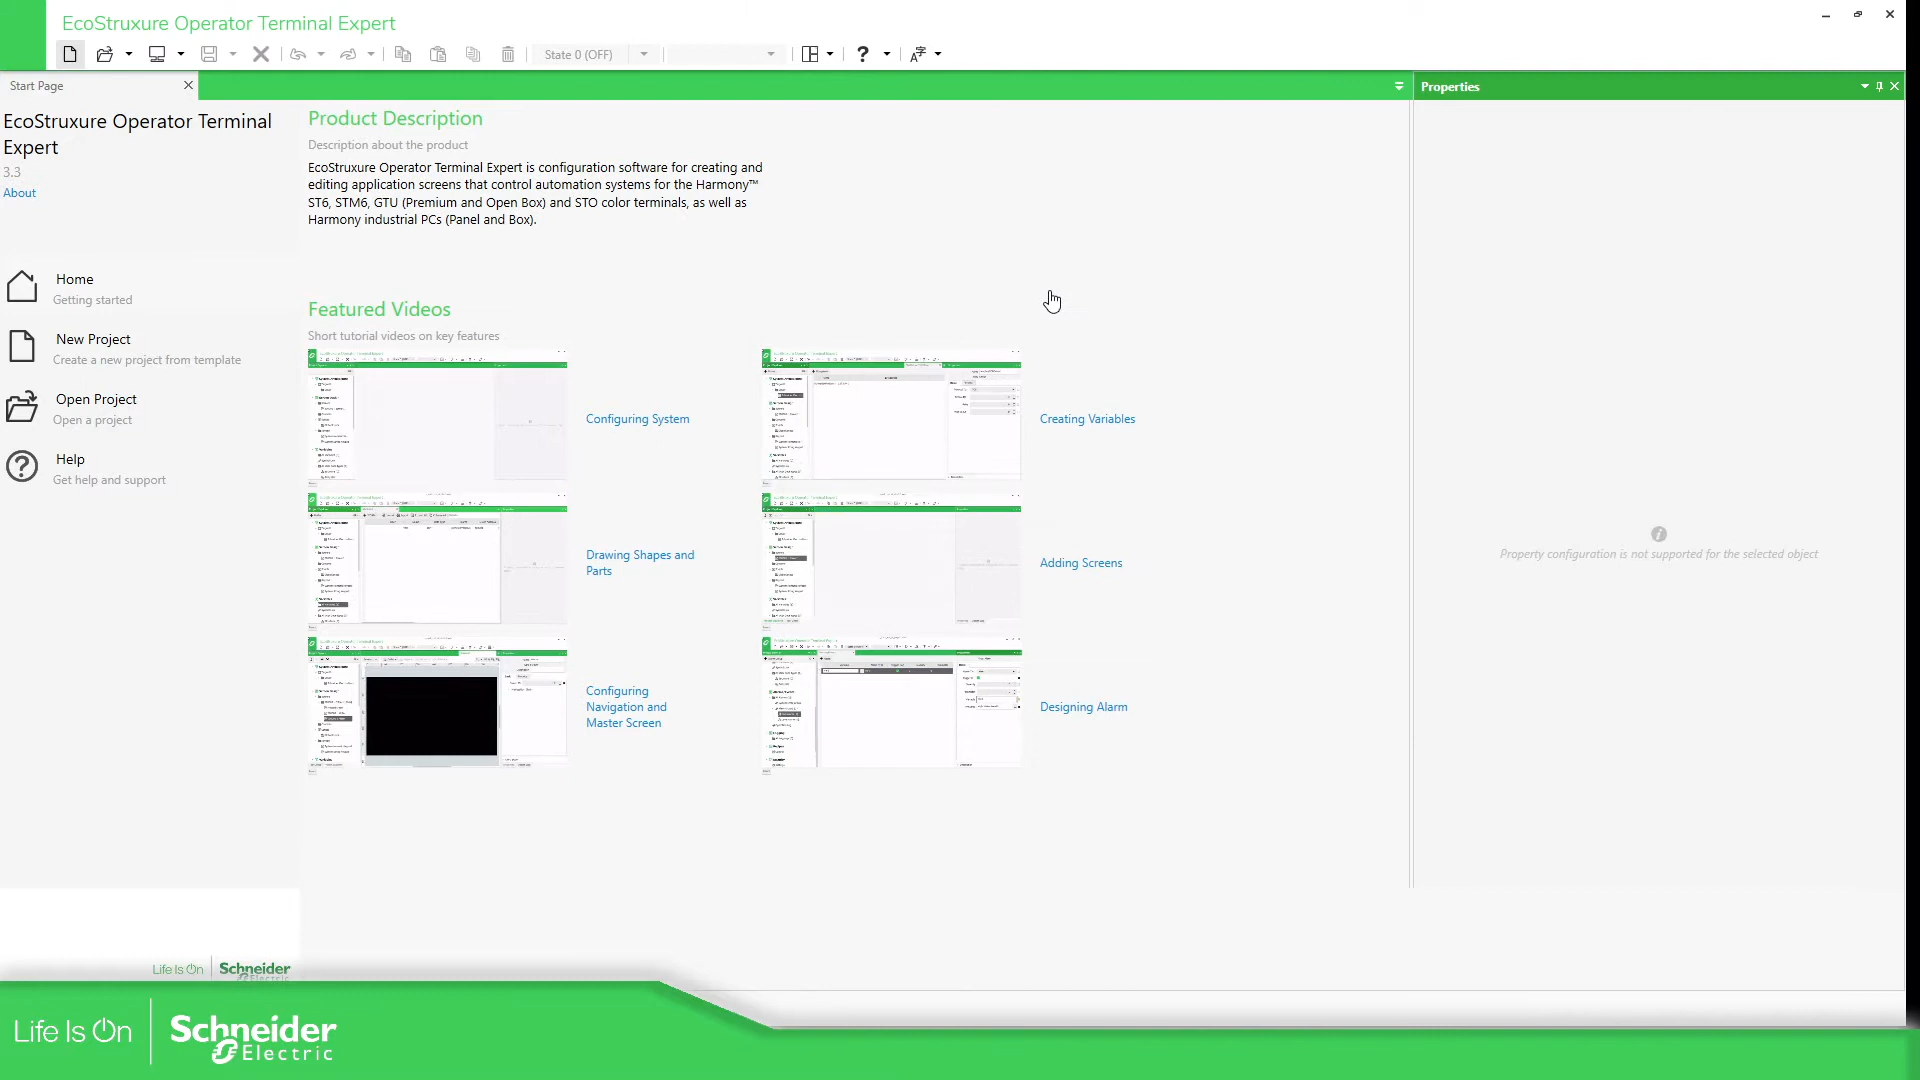 EcoStruxure Operator Terminal Expert
State 0 (OFF)
Start Page
Properties
EcoStruxure Operator Terminal
Expert
3.3
About
Home
Getting started
New Project
Create a new project from template
Open Project
Open a project
Help
Get help and support
Product Description
Description about the product
EcoStruxure Operator Terminal Expert is configuration software for creating and
editing application screens that control automation systems for the Harmony™
ST6, STM6, GTU (Premium and Open Box) and STO color terminals, as well as
Harmony industrial PCs (Panel and Box).
Featured Videos
Short tutorial videos on key features
Configuring System
Creating Variables
Drawing Shapes and
Parts
Adding Screens
Configuring
Navigation and
Master Screen
Designing Alarm
Property configuration is not supported for the selected object
Life Is On
Schneider
Electric
Life Is On
Schneider
Electric